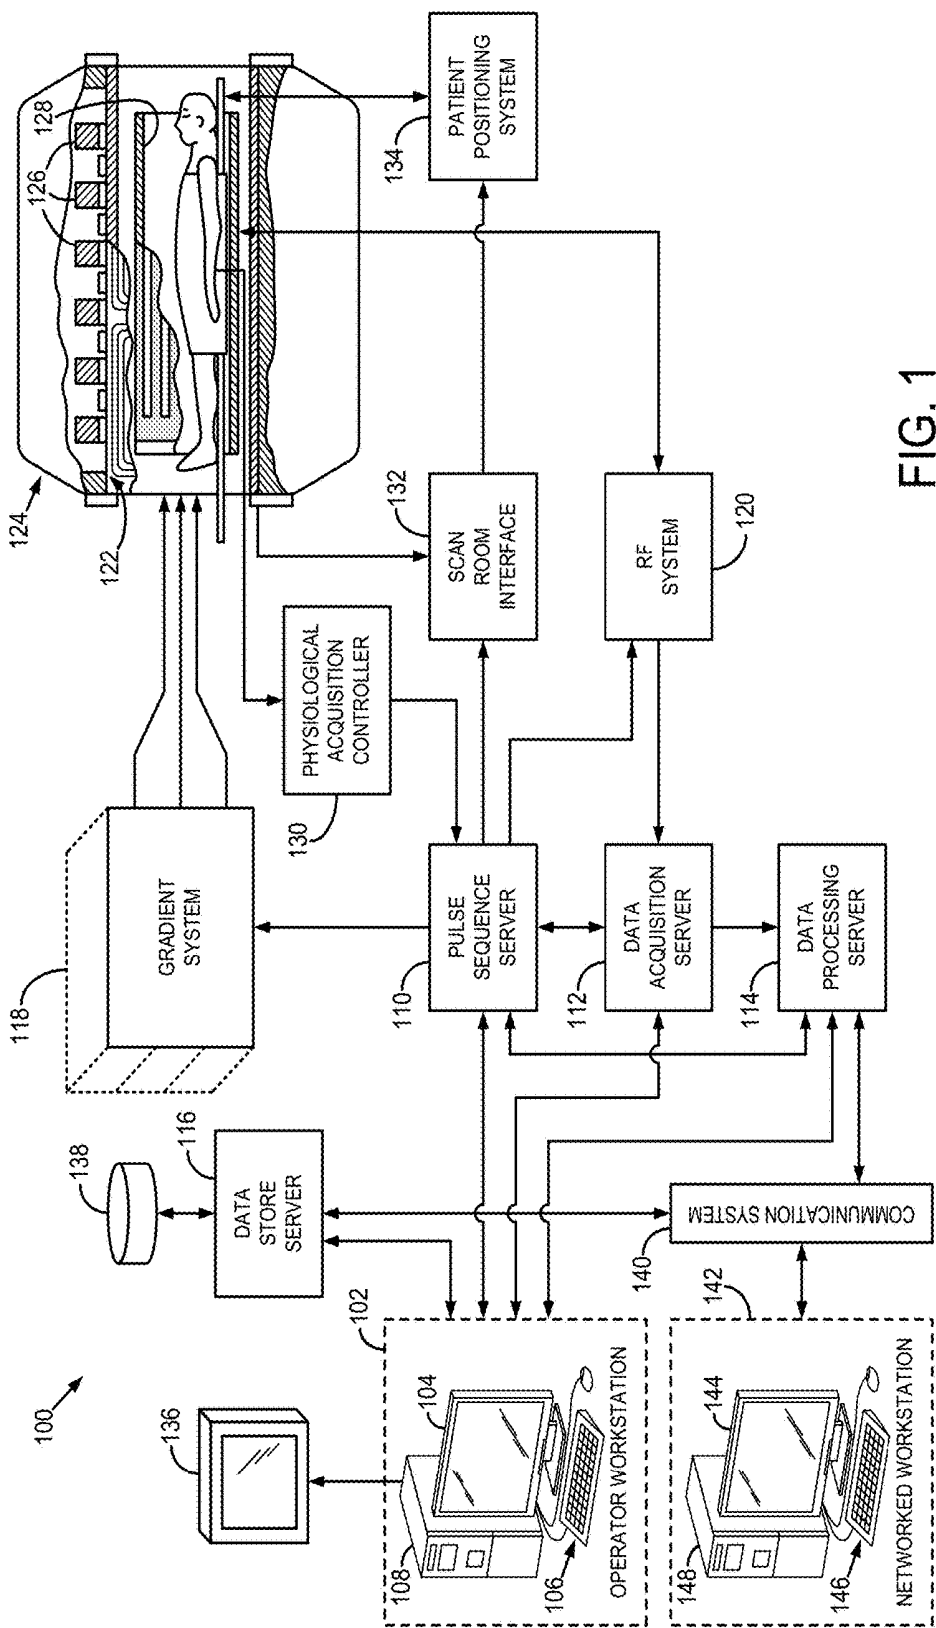 100
136
138
116
DATA
STORE
SERVER
118
GRADIENT
SYSTEM
124
122
126
128
PHYSIOLOGICAL
ACQUISITION
CONTROLLER
130
102
104
108
106
OPERATOR WORKSTATION
PULSE
SEQUENCE
SERVER
110
SCAN
ROOM
INTERFACE
132
PATIENT
POSITIONING
SYSTEM
134
DATA
ACQUISITION
SERVER
112
RF
SYSTEM
120
140
COMMUNICATION SYSTEM
DATA
PROCESSING
SERVER
114
142
144
148
146
NETWORKED WORKSTATION
FIG. 1